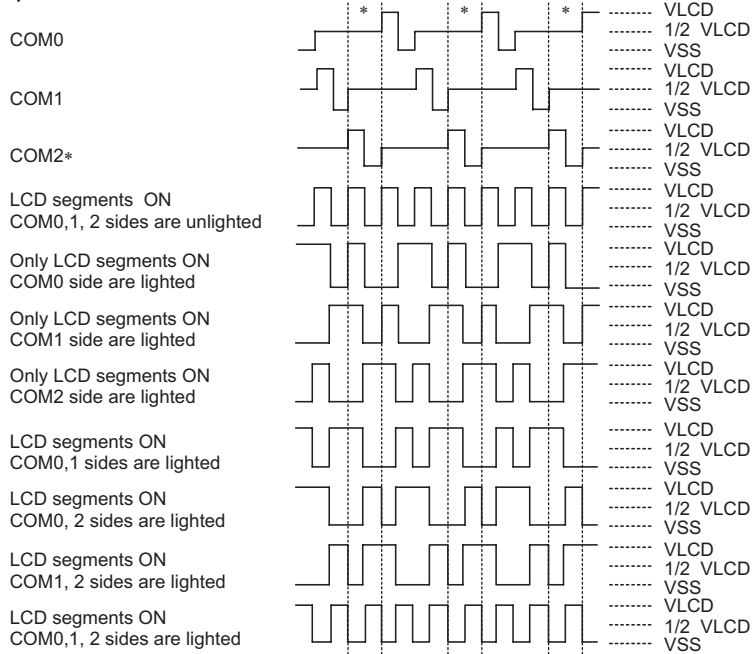 * * *
VLCD
COM0
1/2 VLCD
VSS
VLCD
COM1
1/2 VLCD
VSS
VLCD
COM2*
1/2 VLCD
VSS
LCD segments ON
COM0,1, 2 sides are unlighted
VLCD
1/2 VLCD
VSS
Only LCD segments ON
COM0 side are lighted
VLCD
1/2 VLCD
VSS
Only LCD segments ON
COM1 side are lighted
VLCD
1/2 VLCD
VSS
Only LCD segments ON
COM2 side are lighted
VLCD
1/2 VLCD
VSS
LCD segments ON
COM0,1 sides are lighted
VLCD
1/2 VLCD
VSS
LCD segments ON
COM0, 2 sides are lighted
VLCD
1/2 VLCD
VSS
LCD segments ON
COM1, 2 sides are lighted
VLCD
1/2 VLCD
VSS
LCD segments ON
COM0,1, 2 sides are lighted
VLCD
1/2 VLCD
VSS